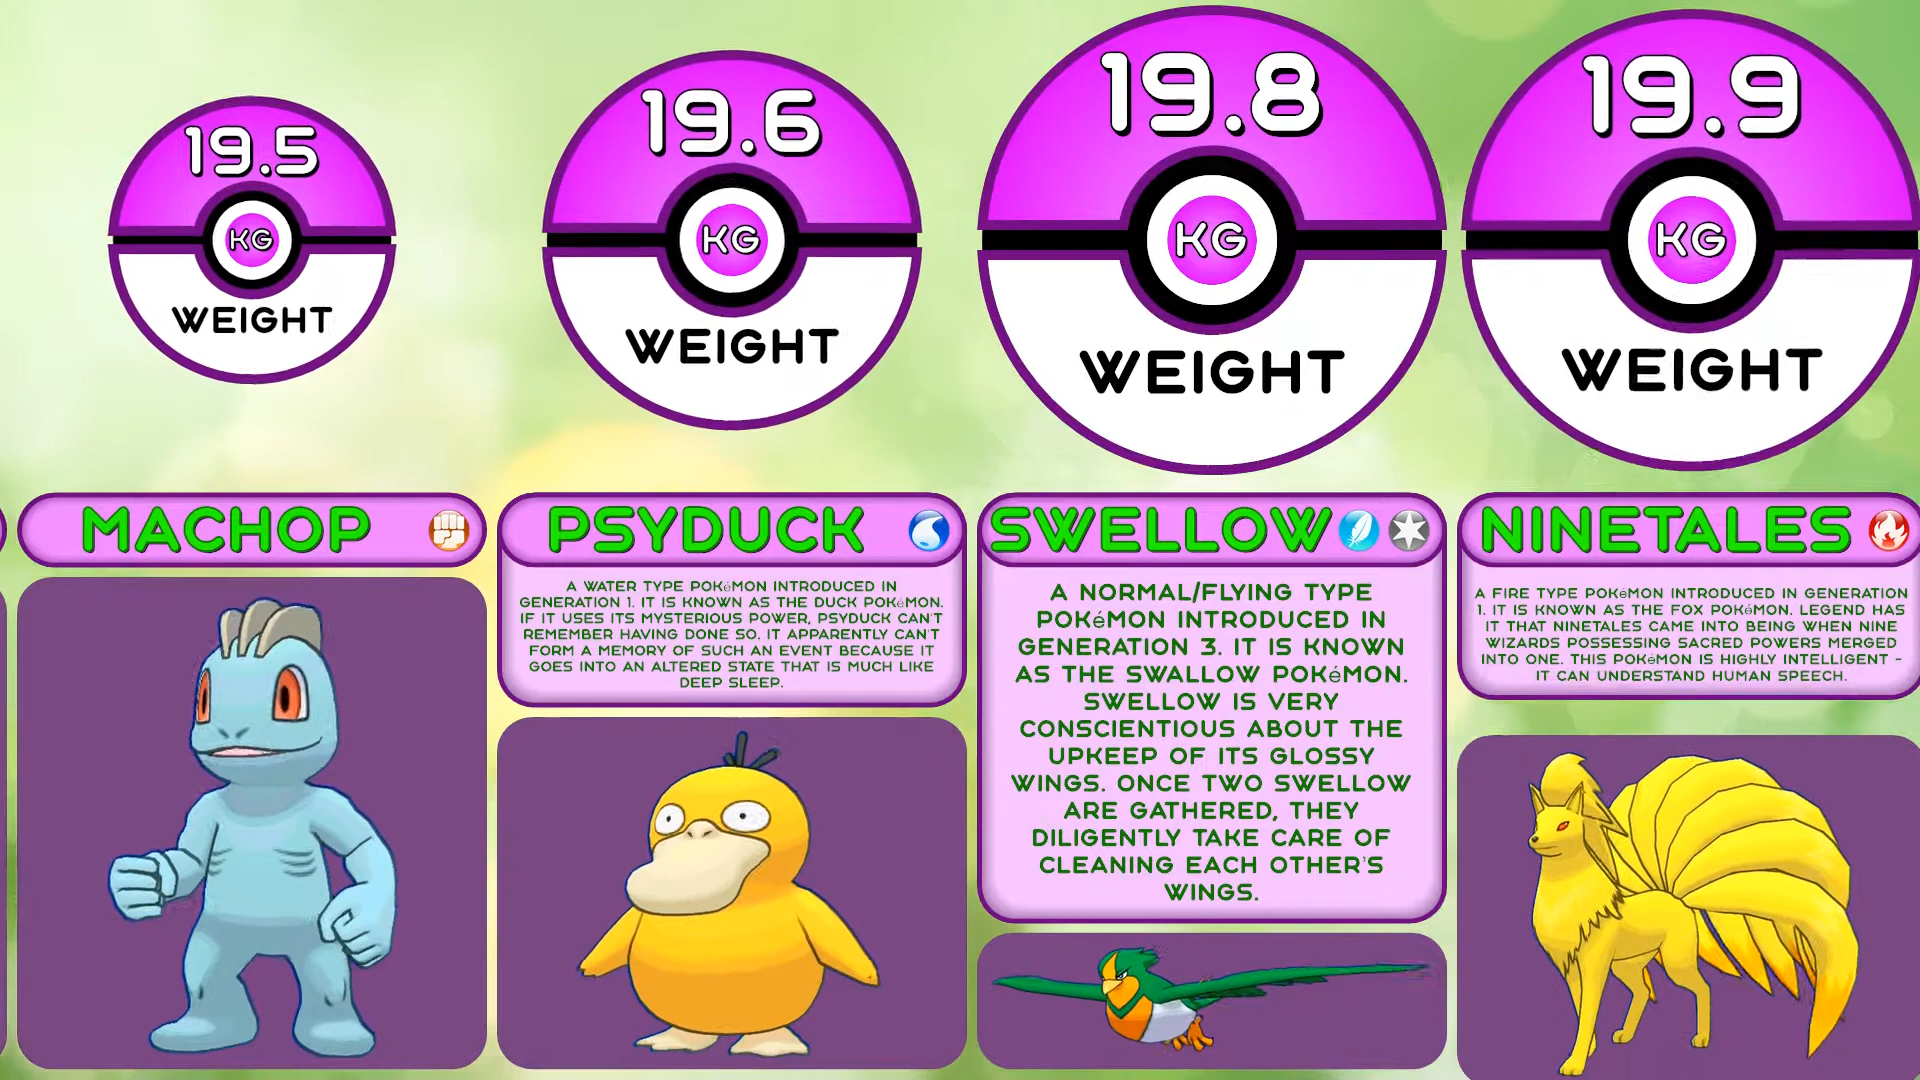 19.5
KG
WEIGHT
MACHOP
19.6
KG
WEIGHT
PSYDUCK
A WATER TYPE POKéMON INTRODUCED IN
GENERATION 1. IT IS KNOWN AS THE DUCK POKéMON.
IF IT USES ITS MYSTERIOUS POWER, PSYDUCK CAN'T
REMEMBER HAVING DONE SO. IT APPARENTLY CAN'T
FORM A MEMORY OF SUCH AN EVENT BECAUSE IT
GOES INTO AN ALTERED STATE THAT IS MUCH LIKE
DEEP SLEEP.
19.8
KG
WEIGHT
SWELLOW
A NORMAL/FLYING TYPE
POKéMON INTRODUCED IN
GENERATION 3. IT IS KNOWN
AS THE SWALLOW POKéMON.
SWELLOW IS VERY
CONSCIENTIOUS ABOUT THE
UPKEEP OF ITS GLOSSY
WINGS. ONCE TWO SWELLOW
ARE GATHERED, THEY
DILIGENTLY TAKE CARE OF
CLEANING EACH OTHER'S
WINGS.
19.9
KG
WEIGHT
NINETALES
A FIRE TYPE POKéMON INTRODUCED IN GENERATION
1. IT IS KNOWN AS THE FOX POKéMON. LEGEND HAS
IT THAT NINETALES CAME INTO BEING WHEN NINE
WIZARDS POSSESSING SACRED POWERS MERGED
INTO ONE. THIS POKéMON IS HIGHLY INTELLIGENT -
IT CAN UNDERSTAND HUMAN SPEECH.